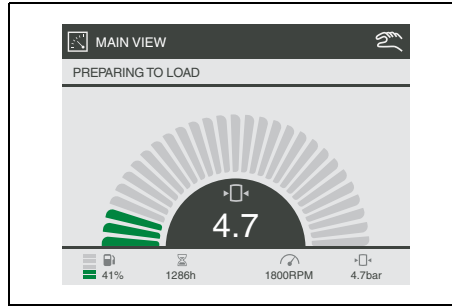 MAIN VIEW
PREPARING TO LOAD
4.7
41% 1286h 1800RPM 4.7bar